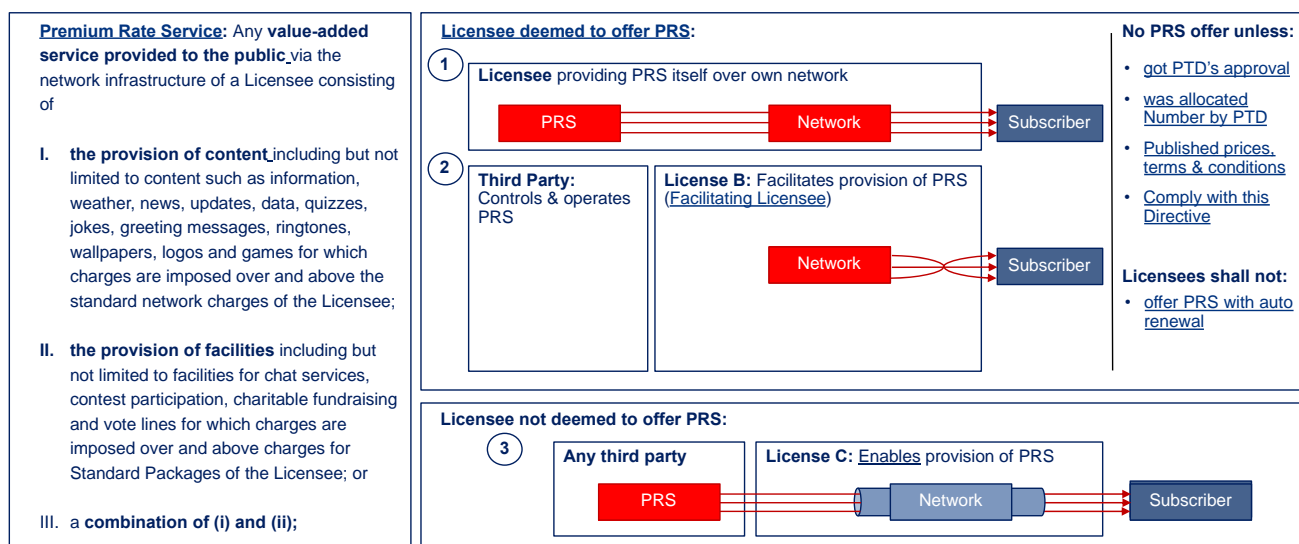 Premium Rate Service: Any value-added
service provided to the public via the
network infrastructure of a Licensee consisting
of
I. the provision of content including but not
limited to content such as information,
weather, news, updates, data, quizzes,
jokes, greeting messages, ringtones,
wallpapers, logos and games for which
charges are imposed over and above the
standard network charges of the Licensee;
II. the provision of facilities including but
not limited to facilities for chat services,
contest participation, charitable fundraising
and vote lines for which charges are
imposed over and above charges for
Standard Packages of the Licensee; or
III. a combination of (i) and (ii);
Licensee deemed to offer PRS:
1
Licensee providing PRS itself over own network
PRS
Network
Subscriber
2
Third Party:
Controls & operates
PRS
License B: Facilitates provision of PRS
(Facilitating Licensee)
Network
Subscriber
No PRS offer unless:
• got PTD's approval
• was allocated
Number by PTD
• Published prices,
terms & conditions
• Comply with this
Directive
Licensees shall not:
• offer PRS with auto
renewal
Licensee not deemed to offer PRS:
3
Any third party
PRS
License C: Enables provision of PRS
Network
Subscriber